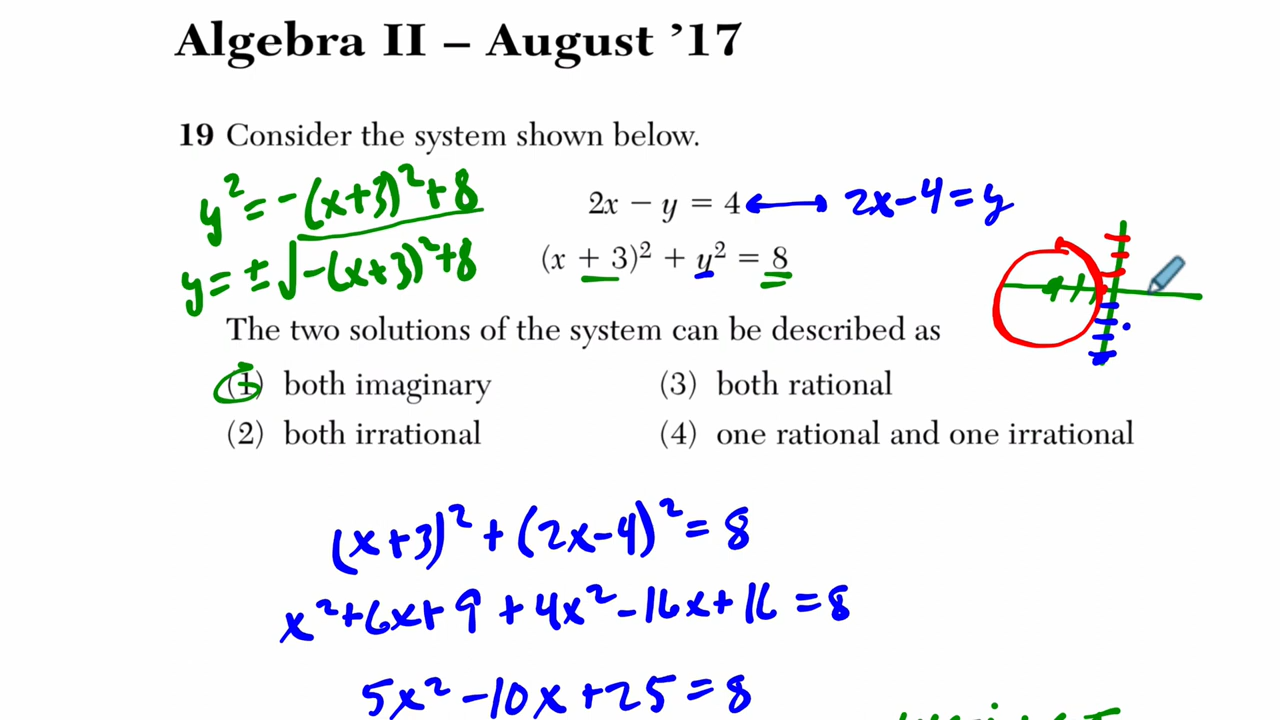 Algebra II – August ’17
19 Consider the system shown below.
y² = -(x+3)² + 8
2x − y = 4 ⟷ 2x-4=y
y = ± √-(x+3)²+8
(x + 3)² + y² = 8
The two solutions of the system can be described as
(1) both imaginary
(3) both rational
(2) both irrational
(4) one rational and one irrational
(x+3)² + (2x-4)² = 8
x²+6x+9 + 4x² -16x+16 = 8
5x² -10x +25 = 8